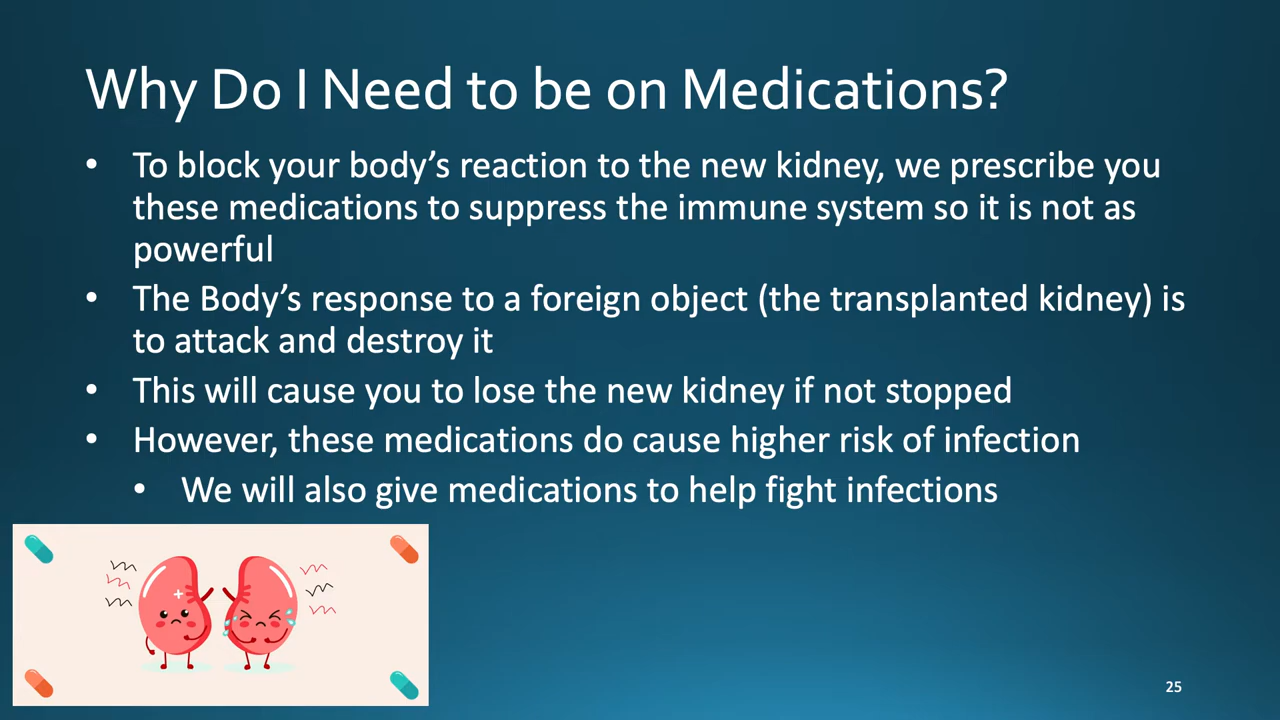 Why Do I Need to be on Medications?
• To block your body’s reaction to the new kidney, we prescribe you
these medications to suppress the immune system so it is not as
powerful
• The Body’s response to a foreign object (the transplanted kidney) is
to attack and destroy it
• This will cause you to lose the new kidney if not stopped
• However, these medications do cause higher risk of infection
• We will also give medications to help fight infections
25